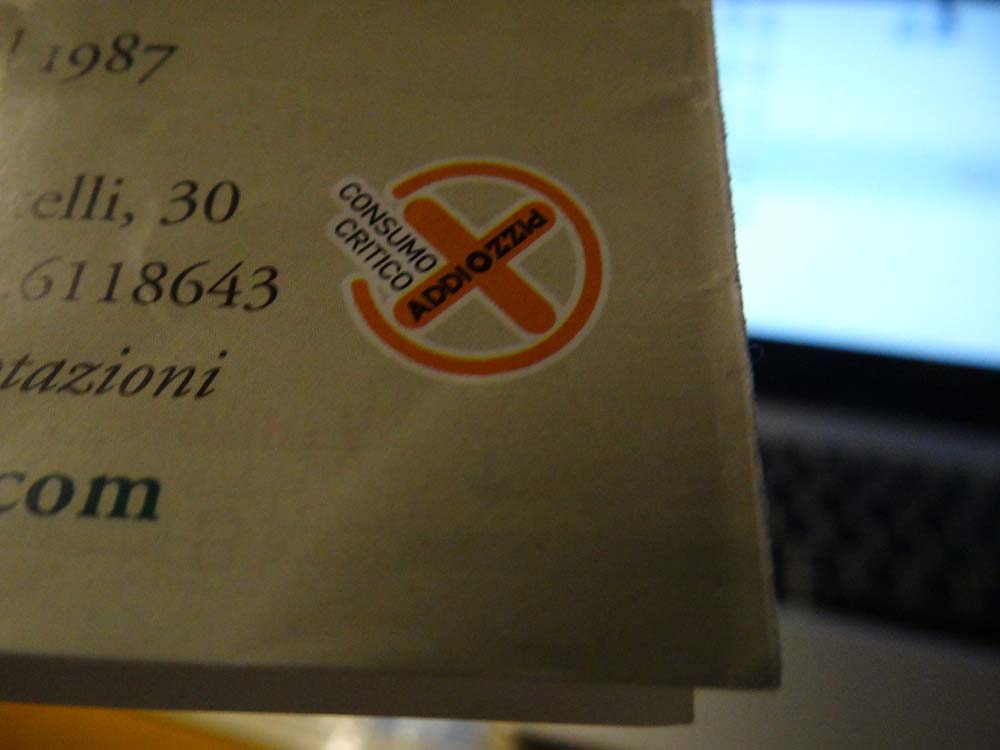 1987
elli, 30
.6118643
tazioni
.com
CONSUMO
CRITICO
ADDIOPIZZO